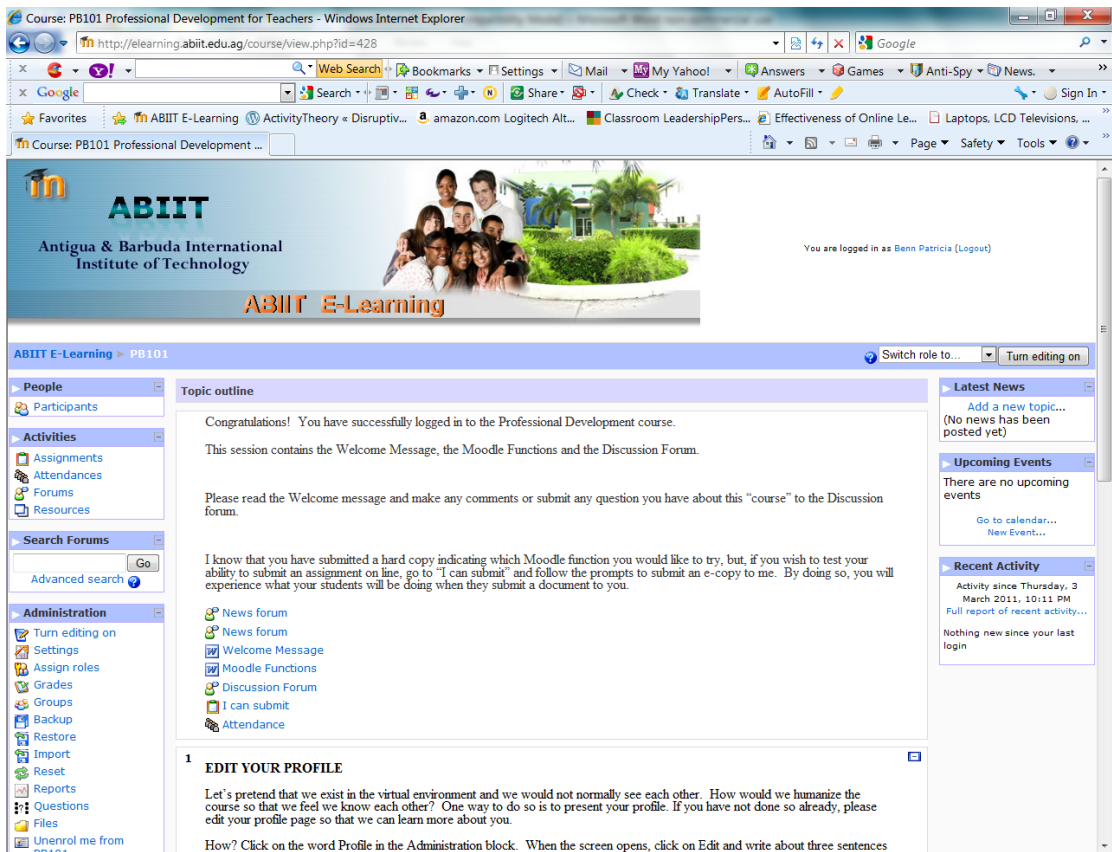 Course: PB101 Professional Development for Teachers - Windows Internet Explorer
http://elearning.abiit.edu.ag/course/view.php?id=428
Google
Web Search
Bookmarks
Settings
Mail
My Yahoo!
Answers
Games
Anti-Spy
News.
»
x Google
Search
Share
Check
Translate
AutoFill
Sign In
Favorites
ABIIT E-Learning
ActivityTheory « Disruptiv...
amazon.com Logitech Alt...
Classroom LeadershipPers...
Effectiveness of Online Le...
Laptops, LCD Televisions, ...
Course: PB101 Professional Development ...
Page
Safety
Tools
ABIIT
Antigua & Barbuda International
Institute of Technology
ABIIT E-Learning
You are logged in as Benn Patricia (Logout)
ABIIT E-Learning ► PB101
Switch role to...
Turn editing on
People
Participants
Activities
Assignments
Attendances
Forums
Resources
Search Forums
Go
Advanced search
Administration
Turn editing on
Settings
Assign roles
Grades
Groups
Backup
Restore
Import
Reset
Reports
Questions
Files
Unenrol me from
Topic outline
Congratulations! You have successfully logged in to the Professional Development course.
This session contains the Welcome Message, the Moodle Functions and the Discussion Forum.
Please read the Welcome message and make any comments or submit any question you have about this “course” to the Discussion
forum.
I know that you have submitted a hard copy indicating which Moodle function you would like to try, but, if you wish to test your
ability to submit an assignment on line, go to “I can submit” and follow the prompts to submit an e-copy to me. By doing so, you will
experience what your students will be doing when they submit a document to you.
News forum
News forum
Welcome Message
Moodle Functions
Discussion Forum
I can submit
Attendance
1
EDIT YOUR PROFILE
Let’s pretend that we exist in the virtual environment and we would not normally see each other. How would we humanize the
course so that we feel we know each other? One way to do so is to present your profile. If you have not done so already, please
edit your profile page so that we can learn more about you.
How? Click on the word Profile in the Administration block. When the screen opens, click on Edit and write about three sentences
Latest News
Add a new topic...
(No news has been
posted yet)
Upcoming Events
There are no upcoming
events
Go to calendar...
New Event...
Recent Activity
Activity since Thursday, 3
March 2011, 10:11 PM
Full report of recent activity...
Nothing new since your last
login